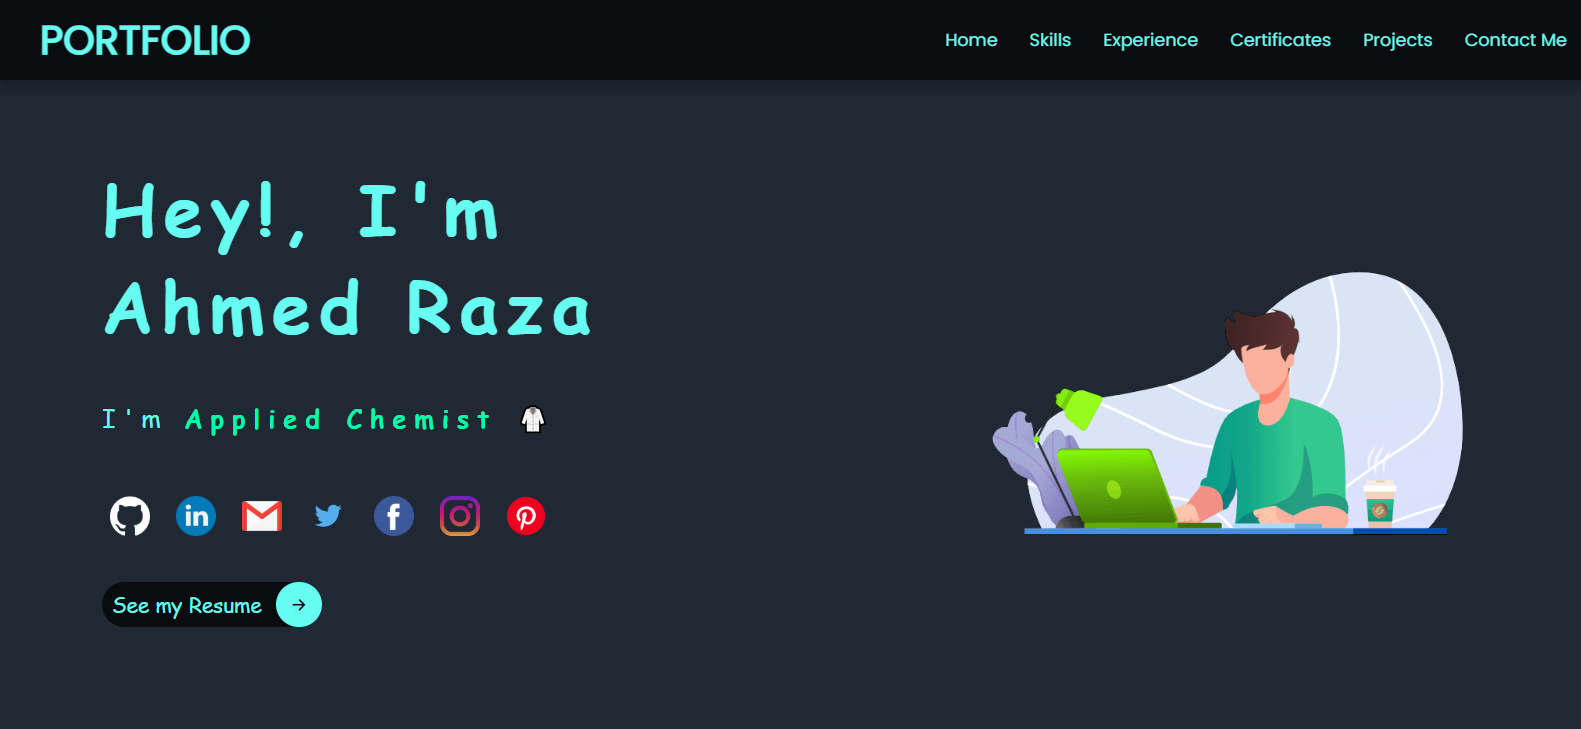 PORTFOLIO
Home Skills Experience Certificates Projects Contact Me
Hey!, I'm
Ahmed Raza
I'm Applied Chemist
in
f
See my Resume